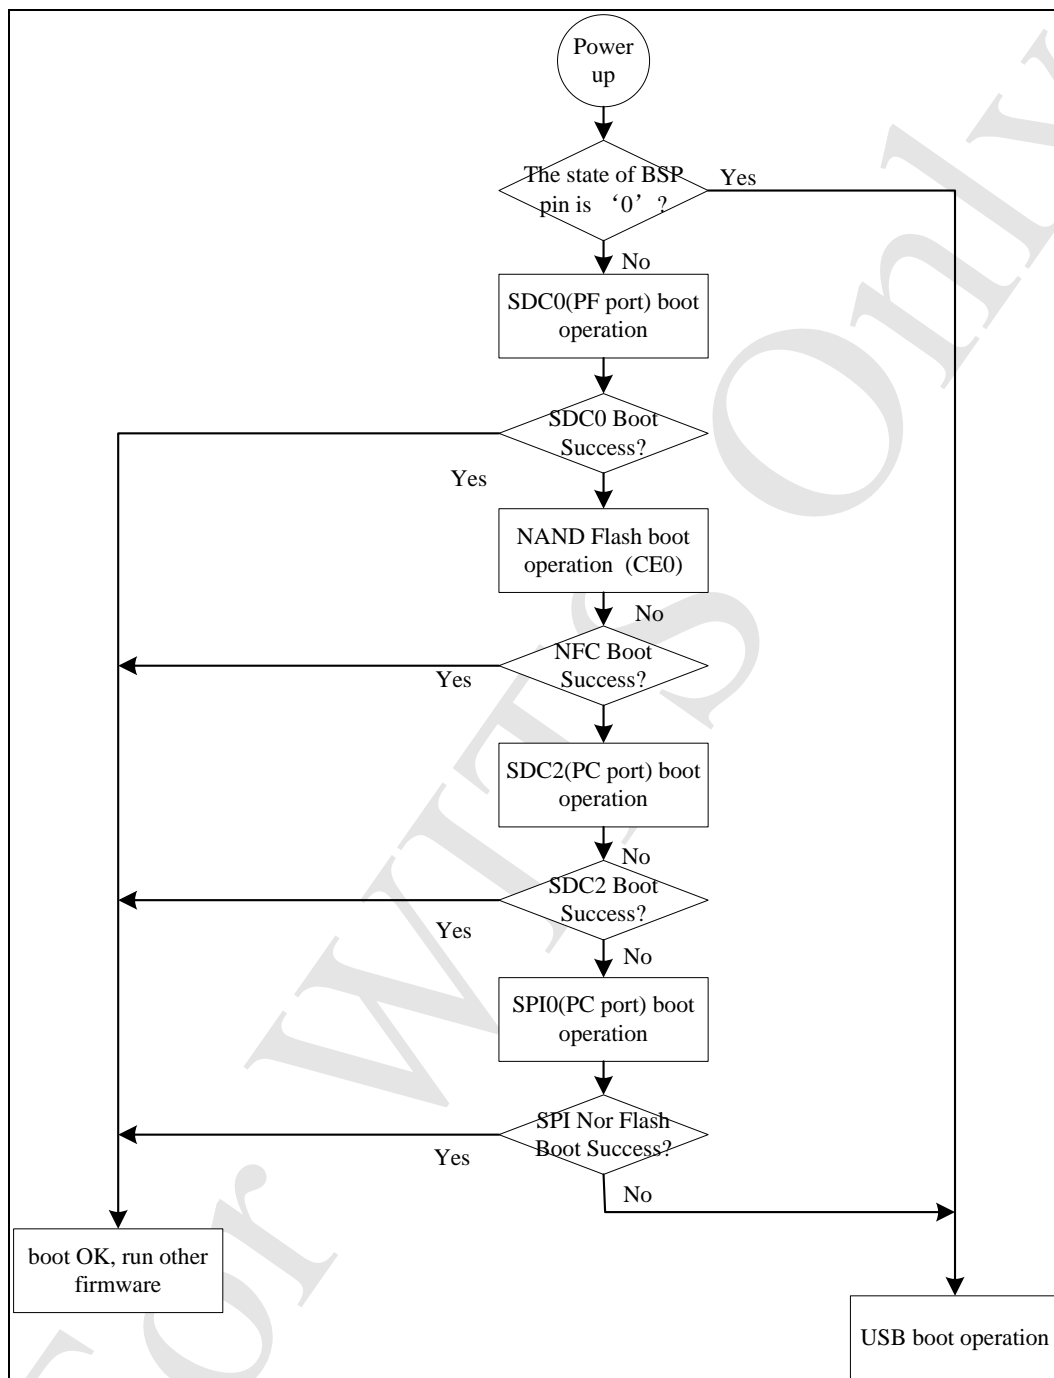 Power
up
The state of BSP
pin is ‘0’ ?
Yes
No
SDC0(PF port) boot
operation
SDC0 Boot
Success?
Yes
NAND Flash boot
operation (CE0)
No
NFC Boot
Success?
Yes
SDC2(PC port) boot
operation
No
SDC2 Boot
Success?
Yes
No
SPI0(PC port) boot
operation
SPI Nor Flash
Boot Success?
Yes
No
boot OK, run other
firmware
USB boot operation
For WITS Only